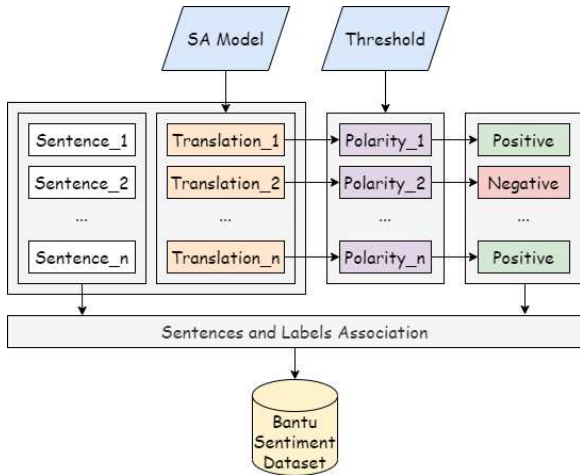 SA Model
Threshold
Sentence_1
Translation_1
Polarity_1
Positive
Sentence_2
Translation_2
Polarity_2
Negative
...
...
...
...
Sentence_n
Translation_n
Polarity_n
Positive
Sentences and Labels Association
Bantu
Sentiment
Dataset